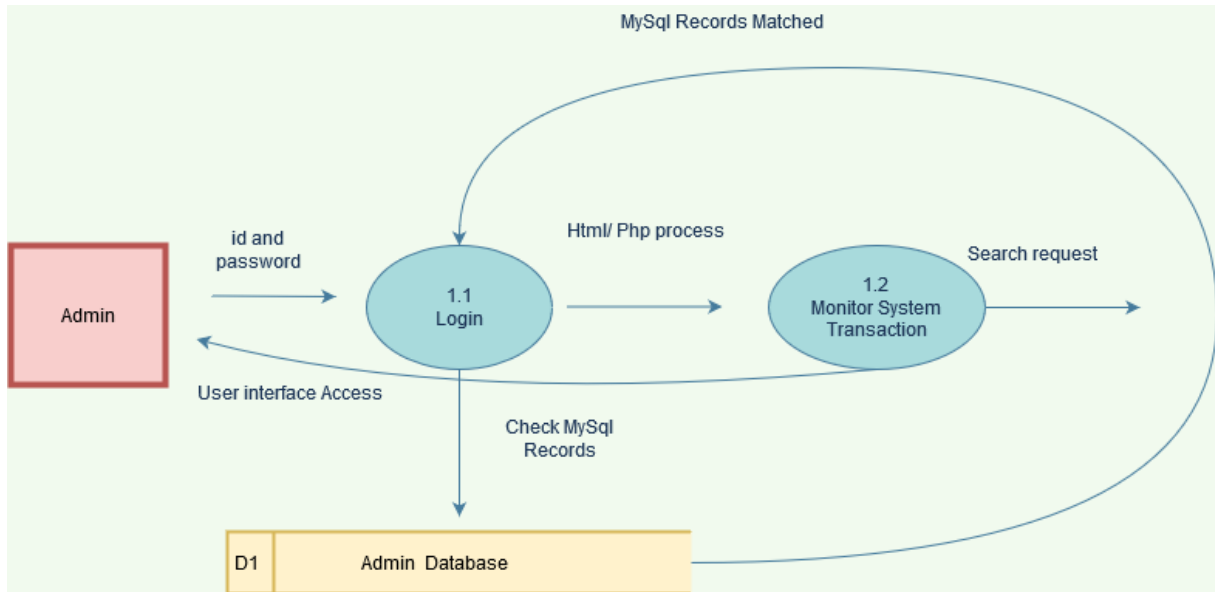 MySql Records Matched
id and
password
Html/ Php process
Search request
Admin
1.1
Login
1.2
Monitor System
Transaction
User interface Access
Check MySql
Records
D1
Admin Database